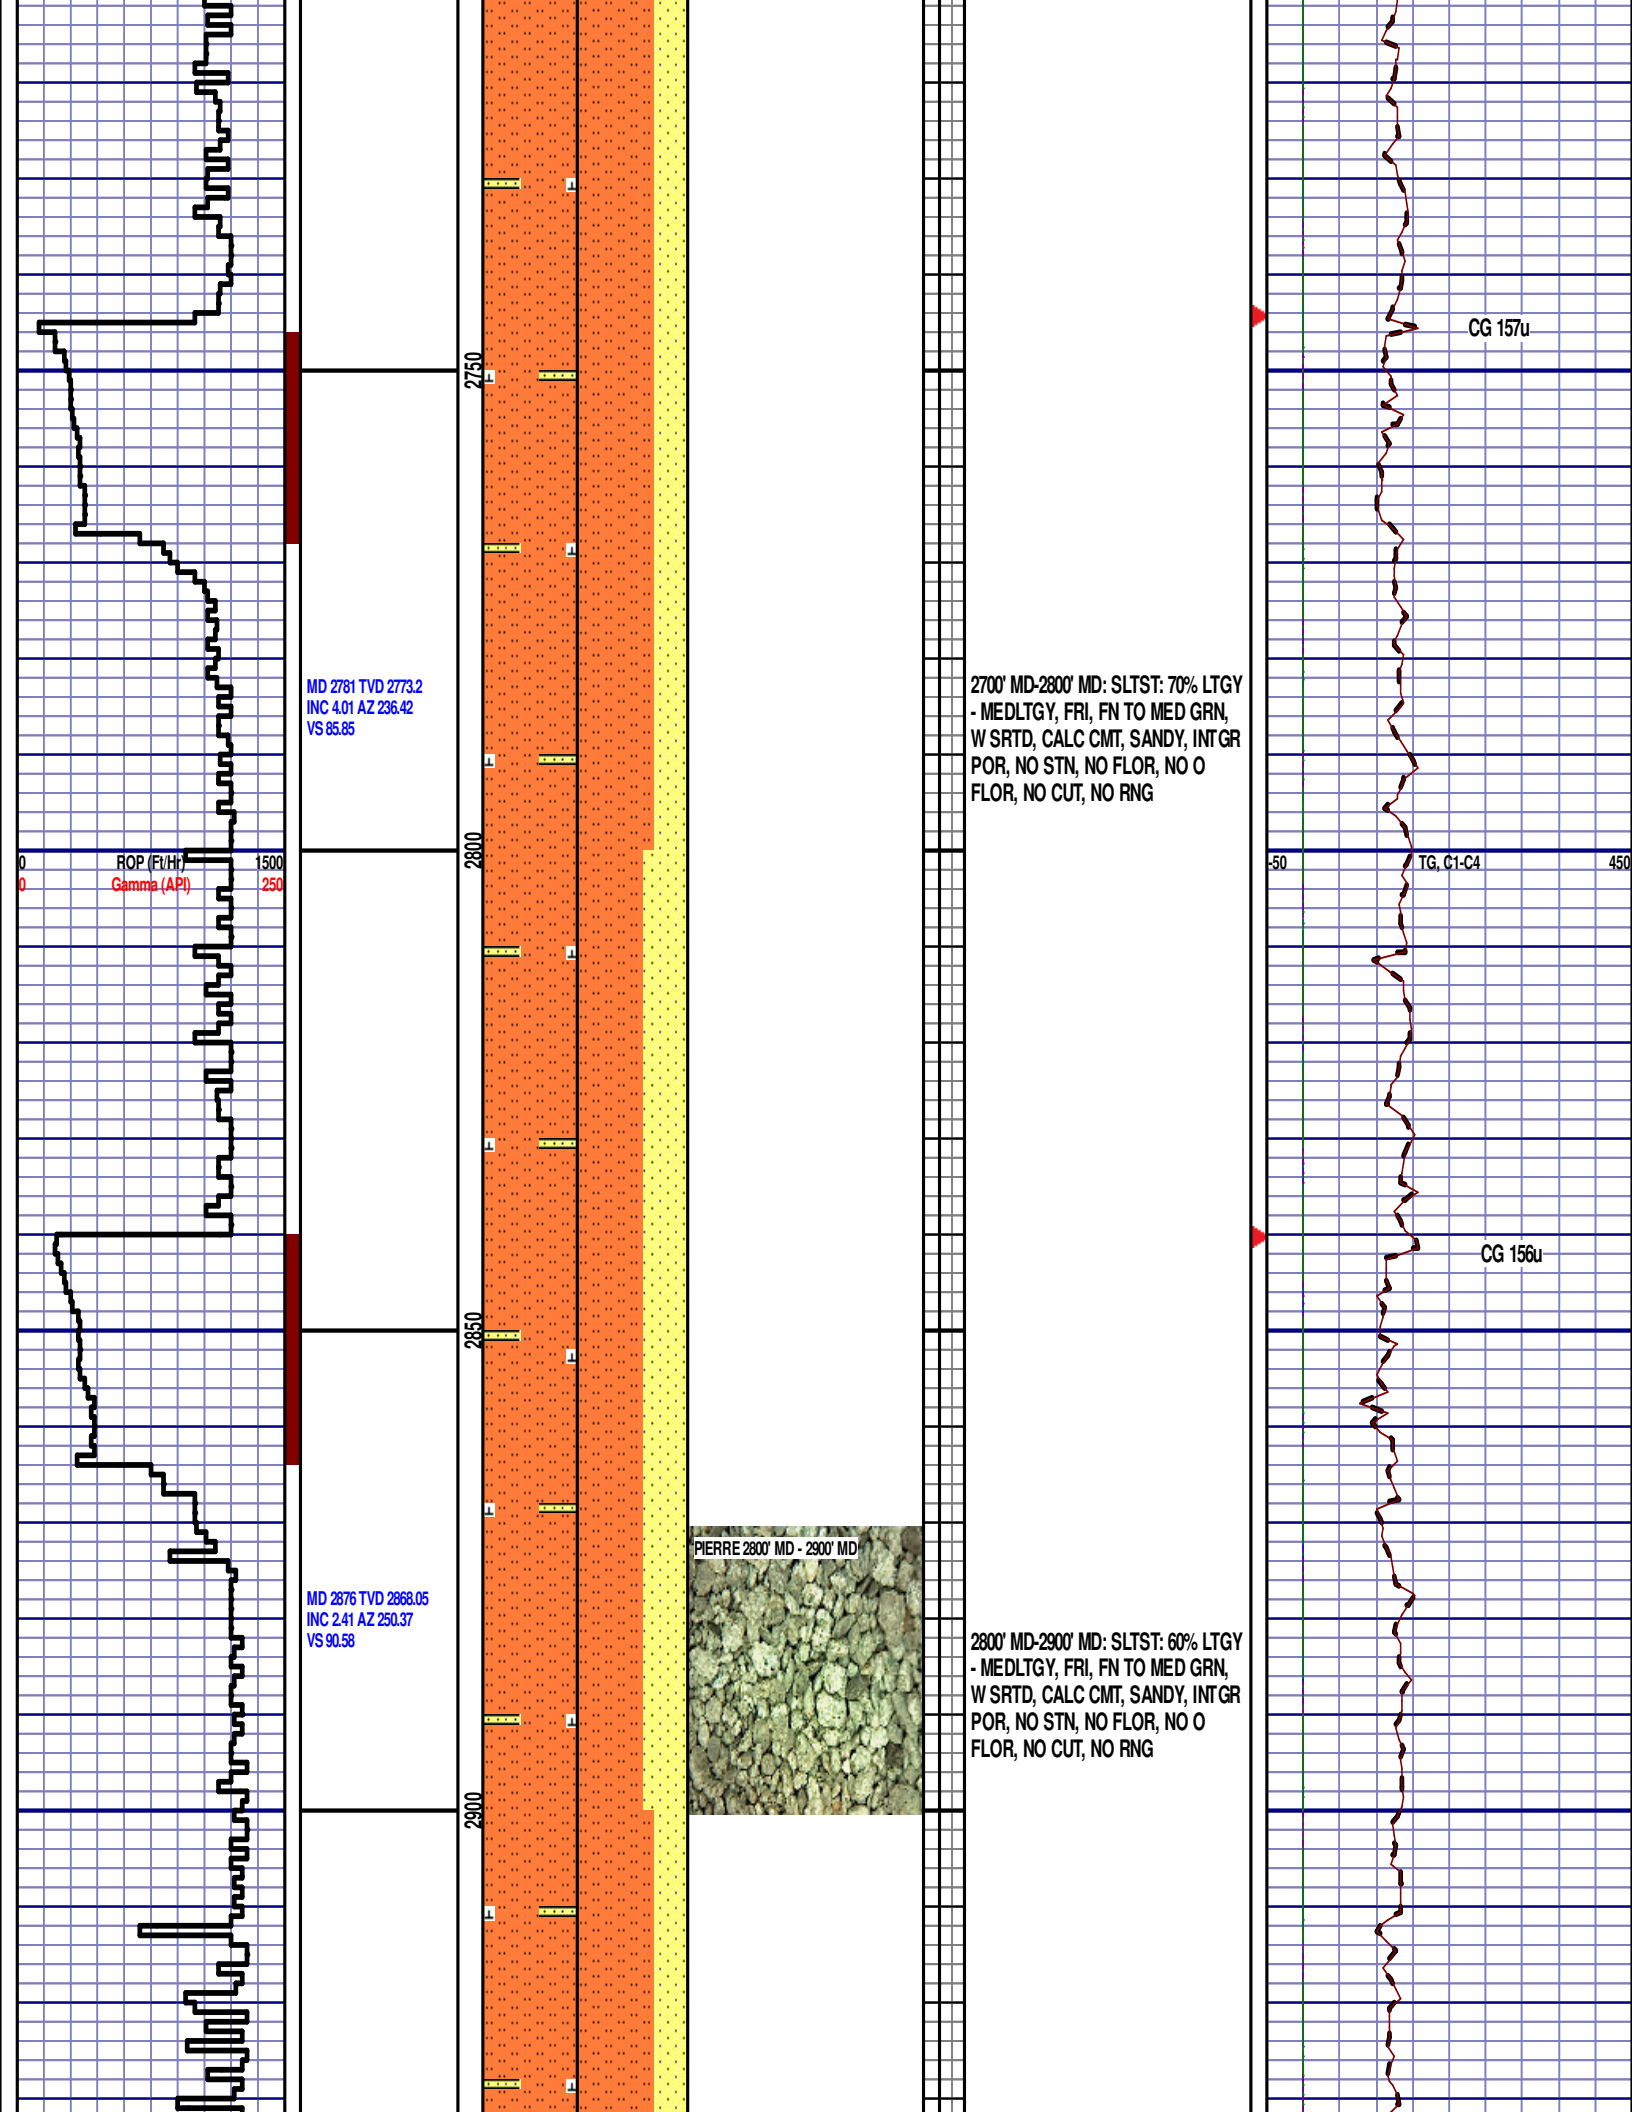 CG 157u
2750
MD 2781 TVD 2773.2
INC 4.01 AZ 236.42
VS 85.85
2700' MD-2800' MD: SLTST: 70% LTGY
- MEDLTGY, FRI, FN TO MED GRN,
W SRTD, CALC CMT, SANDY, INTGR
POR, NO STN, NO FLOR, NO O
FLOR, NO CUT, NO RNG
2800
0 ROP (Ft/Hr) 1500
0 Gamma (API) 250
-50 TG, C1-C4 450
CG 156u
2850
PIERRE 2800' MD - 2900' MD
MD 2876 TVD 2868.05
INC 2.41 AZ 250.37
VS 90.58
2800' MD-2900' MD: SLTST: 60% LTGY
- MEDLTGY, FRI, FN TO MED GRN,
W SRTD, CALC CMT, SANDY, INTGR
POR, NO STN, NO FLOR, NO O
FLOR, NO CUT, NO RNG
2900